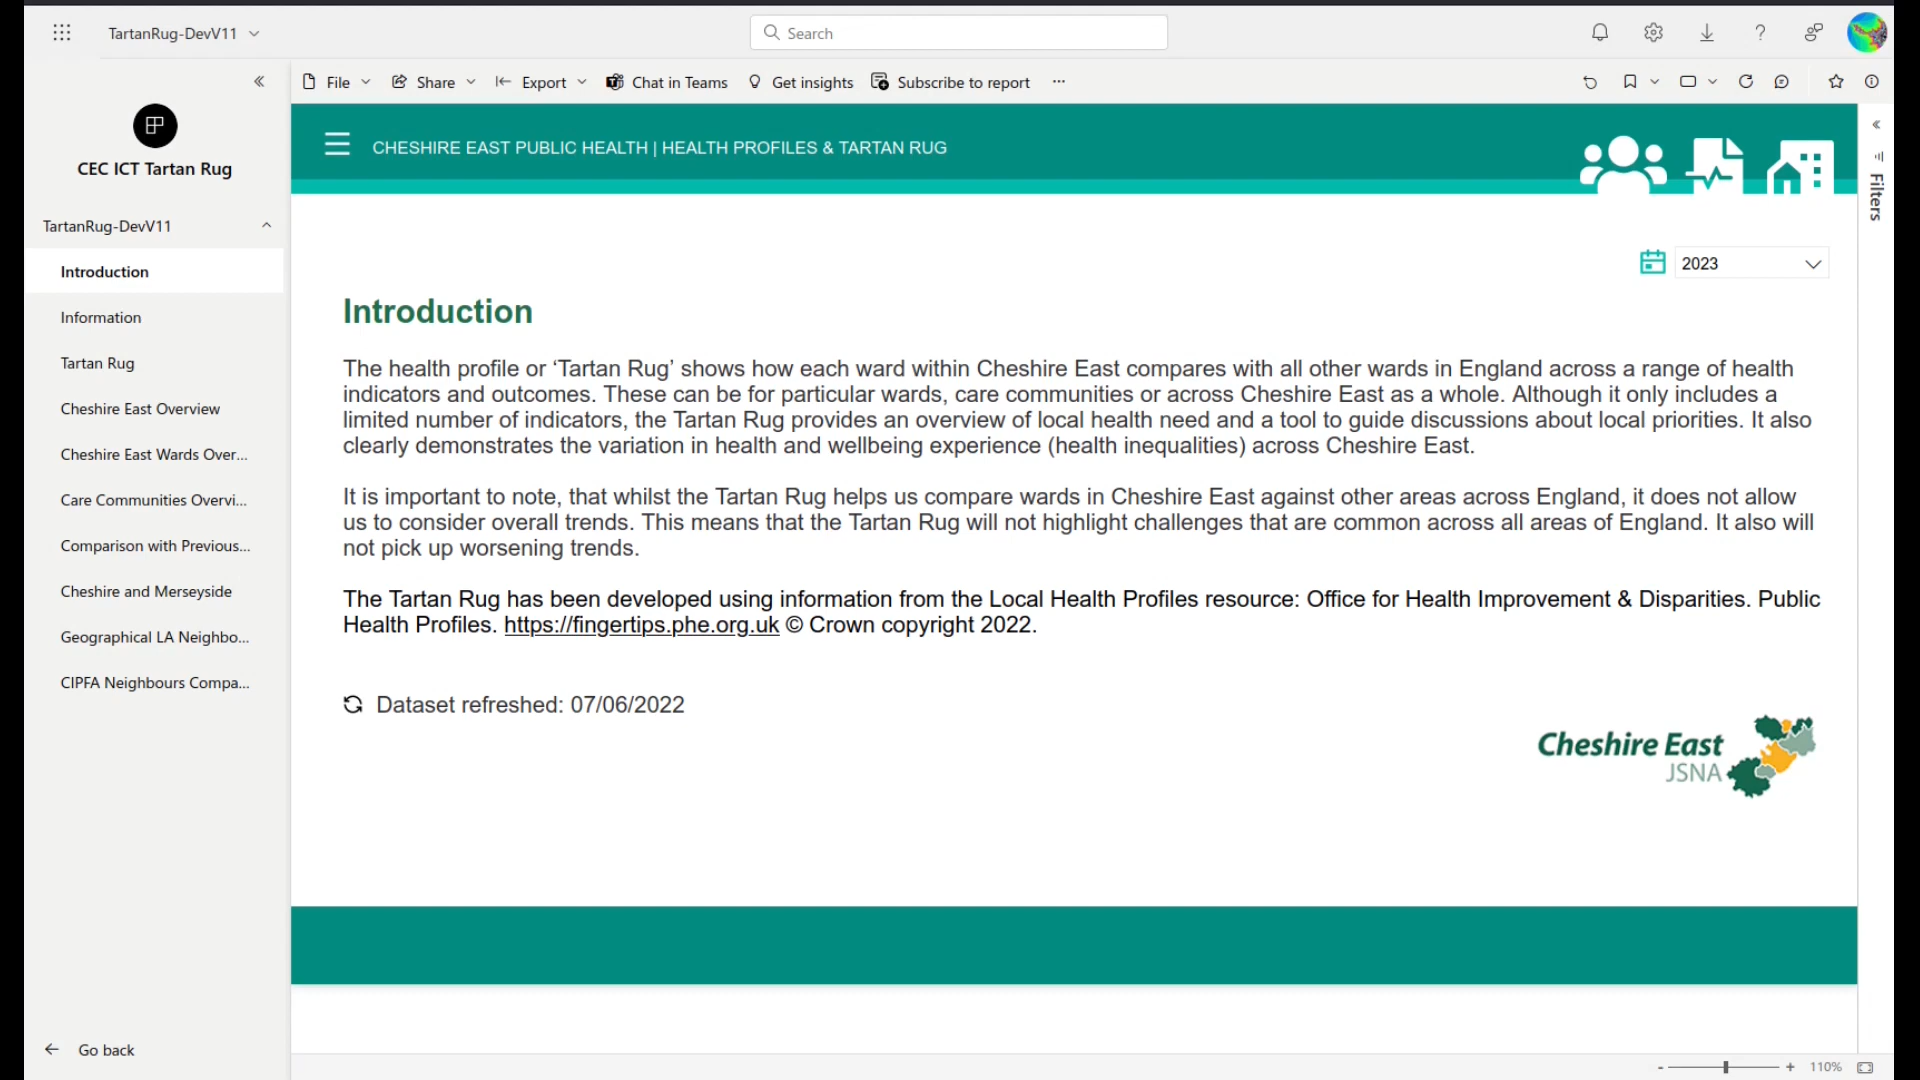 TartanRug-DevV11
Search
File
Share
Export
Chat in Teams
Get insights
Subscribe to report
CEC ICT Tartan Rug
TartanRug-DevV11
Introduction
Information
Tartan Rug
Cheshire East Overview
Cheshire East Wards Over...
Care Communities Overvi...
Comparison with Previous...
Cheshire and Merseyside
Geographical LA Neighbo...
CIPFA Neighbours Compa...
Go back
CHESHIRE EAST PUBLIC HEALTH | HEALTH PROFILES & TARTAN RUG
Filters
2023
Introduction
The health profile or ‘Tartan Rug’ shows how each ward within Cheshire East compares with all other wards in England across a range of health
indicators and outcomes. These can be for particular wards, care communities or across Cheshire East as a whole. Although it only includes a
limited number of indicators, the Tartan Rug provides an overview of local health need and a tool to guide discussions about local priorities. It also
clearly demonstrates the variation in health and wellbeing experience (health inequalities) across Cheshire East.
It is important to note, that whilst the Tartan Rug helps us compare wards in Cheshire East against other areas across England, it does not allow
us to consider overall trends. This means that the Tartan Rug will not highlight challenges that are common across all areas of England. It also will
not pick up worsening trends.
The Tartan Rug has been developed using information from the Local Health Profiles resource: Office for Health Improvement & Disparities. Public
Health Profiles. https://fingertips.phe.org.uk © Crown copyright 2022.
Dataset refreshed: 07/06/2022
Cheshire East
JSNA
- + 110%